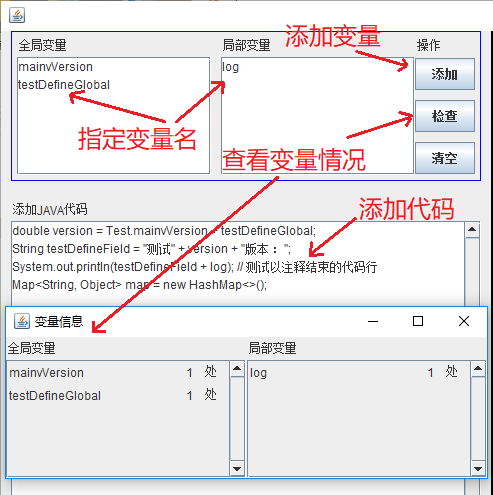 全局变量
局部变量
添加变量
操作
mainvVersion
testDefineGlobal
log
添加
检查
清空
指定变量名
查看变量情况
添加JAVA代码
添加代码
double version = Test.mainvVersion - testDefineGlobal;
String testDefineField = "测试" + version + "版本 : ";
System.out.println(testDefineField + log); // 测试以注释结束的代码行
Map<String, Object> map = new HashMap<>();
变量信息
全局变量
局部变量
mainvVersion 1 处
testDefineGlobal 1 处
log 1 处